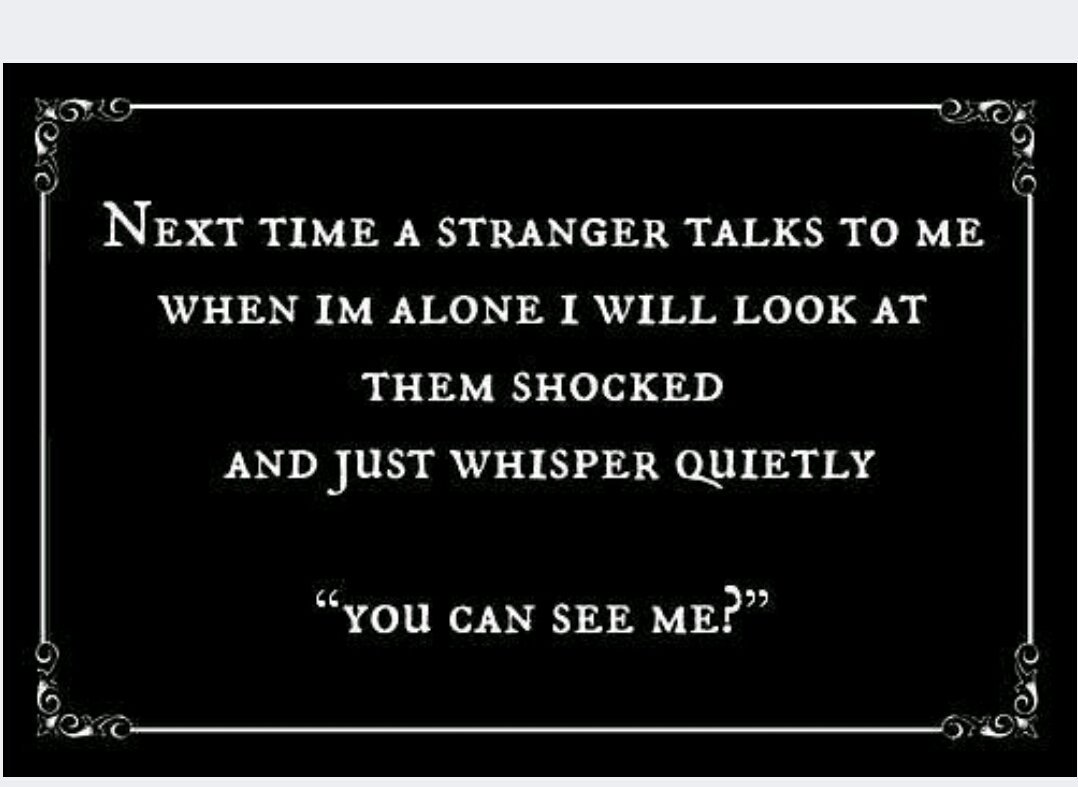 Next time a stranger talks to me
when im alone I will look at
them shocked
and just whisper quietly
“you can see me?”